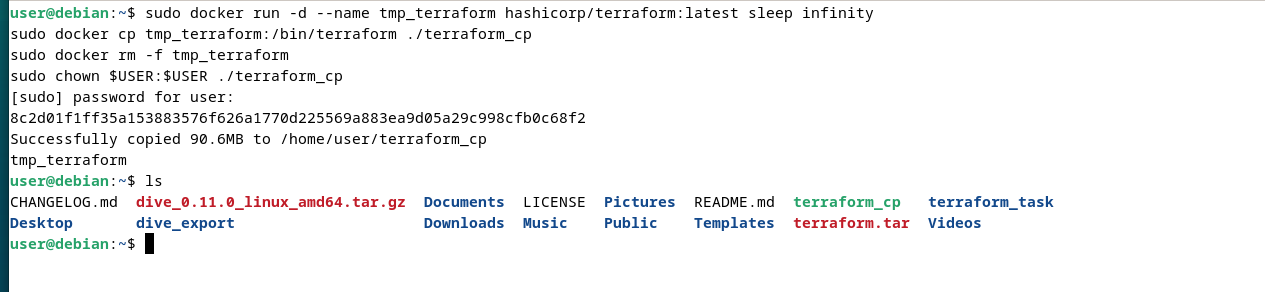 user@debian:~$ sudo docker run -d --name tmp_terraform hashicorp/terraform:latest sleep infinity
sudo docker cp tmp_terraform:/bin/terraform ./terraform_cp
sudo docker rm -f tmp_terraform
sudo chown $USER:$USER ./terraform_cp
[sudo] password for user:
8c2d01f1ff35a153883576f626a1770d225569a883ea9d05a29c998cfb0c68f2
Successfully copied 90.6MB to /home/user/terraform_cp
tmp_terraform
user@debian:~$ ls
CHANGELOG.md  dive_0.11.0_linux_amd64.tar.gz  Documents  LICENSE  Pictures  README.md  terraform_cp   terraform_task
Desktop       dive_export                     Downloads  Music    Public    Templates  terraform.tar  Videos
user@debian:~$